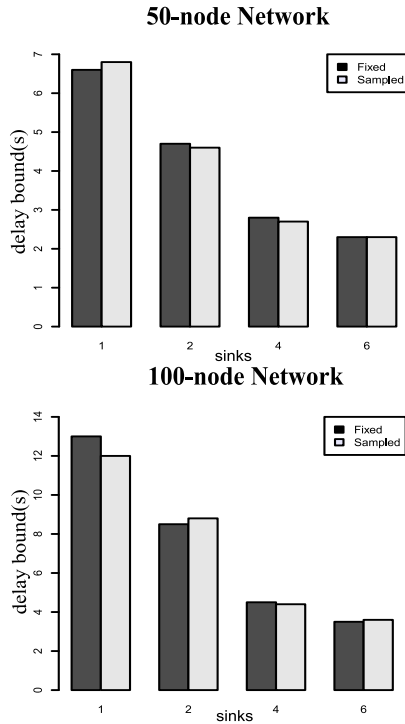 50-node Network
7
6
5
4
3
2
1
0
delay bound(s)
Fixed
Sampled
1 2 4 6
sinks
100-node Network
14
12
10
8
6
4
2
0
delay bound(s)
Fixed
Sampled
1 2 4 6
sinks